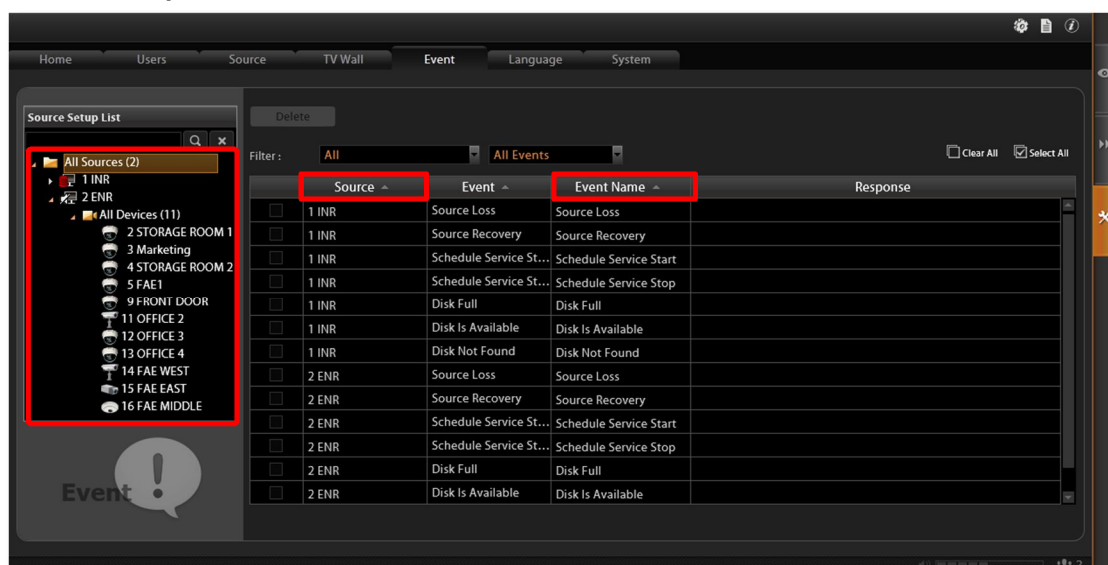 Home Users Source TV Wall Event Language System
Source Setup List
All Sources (2)
1 INR
2 ENR
All Devices (11)
2 STORAGE ROOM 1
3 Marketing
4 STORAGE ROOM 2
5 FAE1
9 FRONT DOOR
11 OFFICE 2
12 OFFICE 3
13 OFFICE 4
14 FAE WEST
15 FAE EAST
16 FAE MIDDLE
Event
Delete
Filter : All All Events Clear All Select All
Source Event Event Name Response
1 INR Source Loss Source Loss
1 INR Source Recovery Source Recovery
1 INR Schedule Service St... Schedule Service Start
1 INR Schedule Service St... Schedule Service Stop
1 INR Disk Full Disk Full
1 INR Disk Is Available Disk Is Available
1 INR Disk Not Found Disk Not Found
2 ENR Source Loss Source Loss
2 ENR Source Recovery Source Recovery
2 ENR Schedule Service St... Schedule Service Start
2 ENR Schedule Service St... Schedule Service Stop
2 ENR Disk Full Disk Full
2 ENR Disk Is Available Disk Is Available